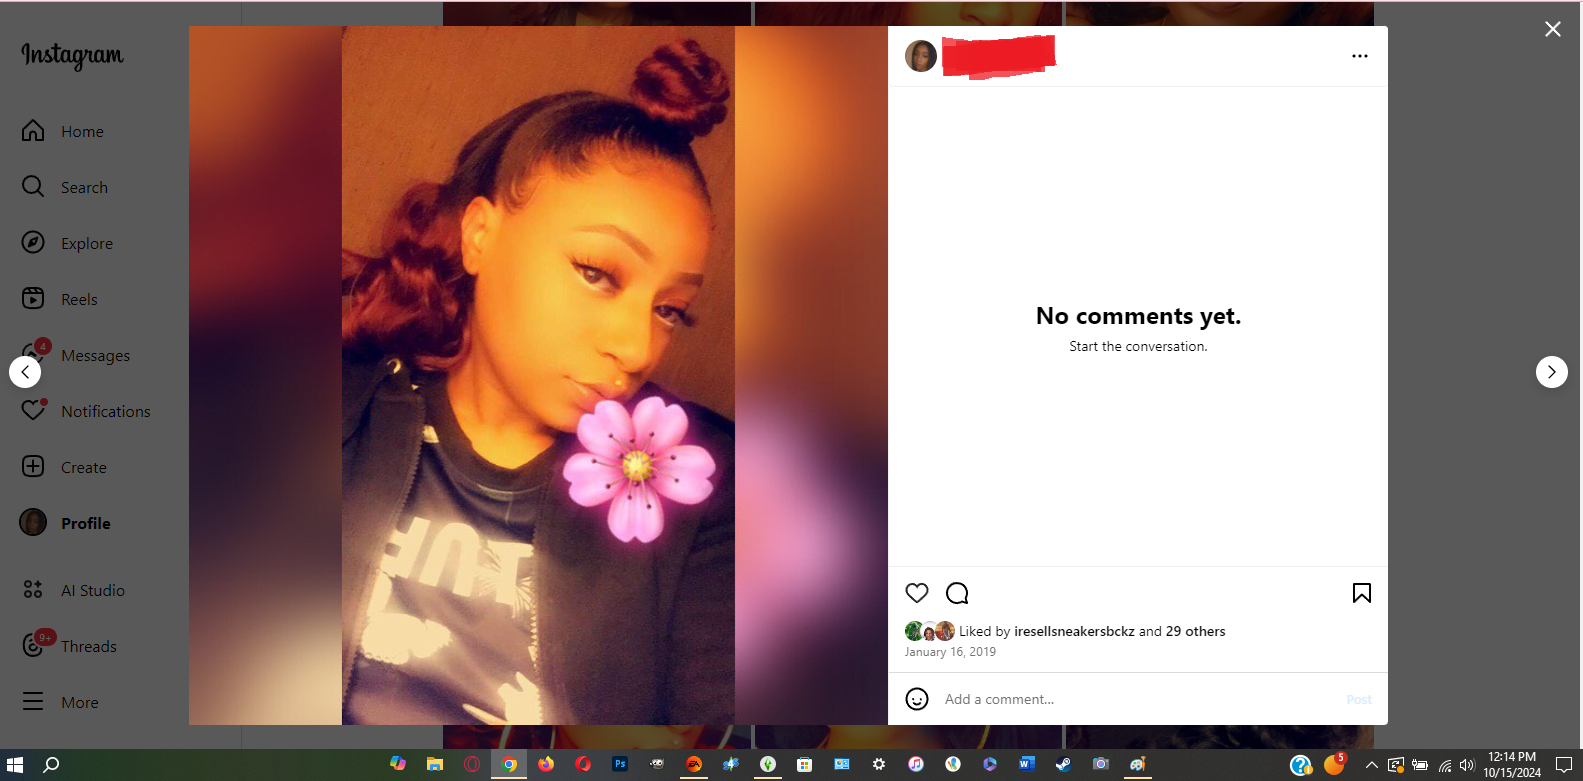 Instagram
Home
Search
Explore
Reels
4
Messages
Notifications
Create
Profile
AI Studio
9+
Threads
More
No comments yet.
Start the conversation.
Liked by iresellsneakersbckz and 29 others
January 16, 2019
Add a comment...
Post
Ps
EA
W
5
12:14 PM
10/15/2024